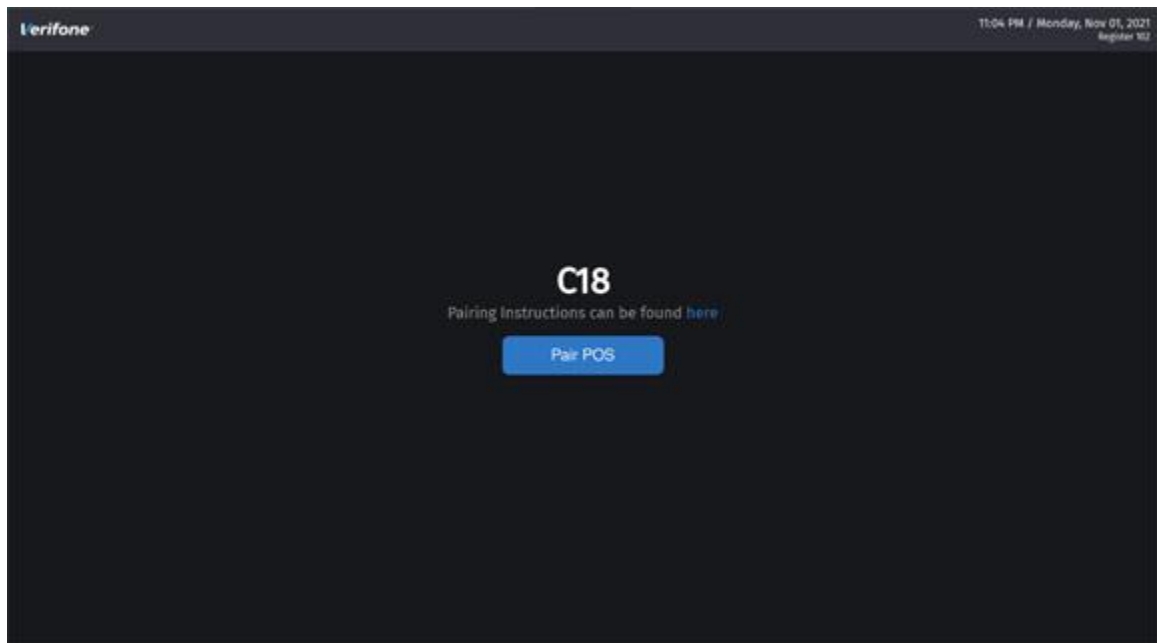 Verifone
11:04 PM / Monday, Nov 01, 2021
Register 102
C18
Pairing Instructions can be found here
Pair POS